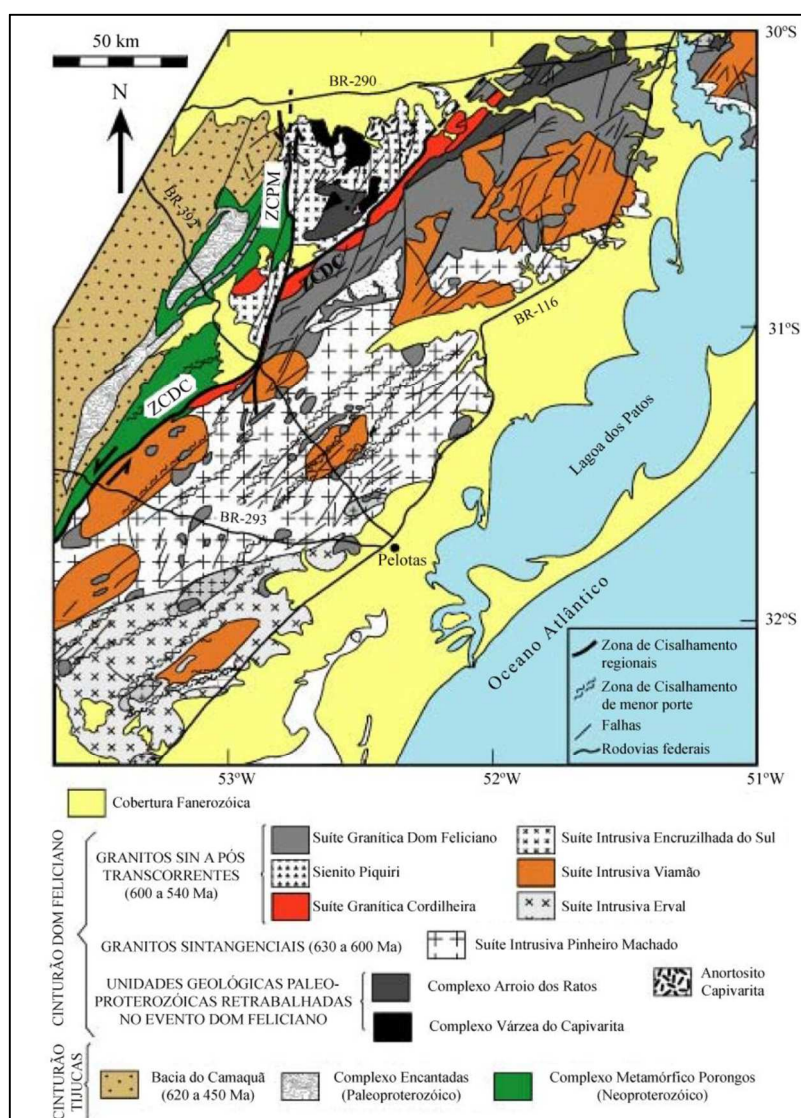 50 km
N
30ºS
BR-290
BR-392
ZCPM
ZCDC
31ºS
BR-116
ZCDC
Lagoa dos Patos
BR-293
Pelotas
32ºS
Oceano Atlântico
Zona de Cisalhamento
regionais
Zona de Cisalhamento
de menor porte
Falhas
Rodovias federais
53ºW
52ºW
51ºW
Cobertura Fanerozóica
CINTURÃO DOM FELICIANO
GRANITOS SIN A PÓS
TRANSCORRENTES
(600 a 540 Ma)
Suíte Granítica Dom Feliciano
Suíte Intrusiva Encruzilhada do Sul
Sienito Piquiri
Suíte Intrusiva Viamão
Suíte Granítica Cordilheira
Suíte Intrusiva Erval
GRANITOS SINTANGENCIAIS (630 a 600 Ma)
Suíte Intrusiva Pinheiro Machado
UNIDADES GEOLÓGICAS PALEO-
PROTEROZÓICAS RETRABALHADAS
NO EVENTO DOM FELICIANO
Complexo Arroio dos Ratos
Anortosito
Capivarita
Complexo Várzea do Capivarita
CINTURÃO
TIJUCAS
Bacia do Camaquã
(620 a 450 Ma)
Complexo Encantadas
(Paleoproterozóico)
Complexo Metamórfico Porongos
(Neoproterozóico)